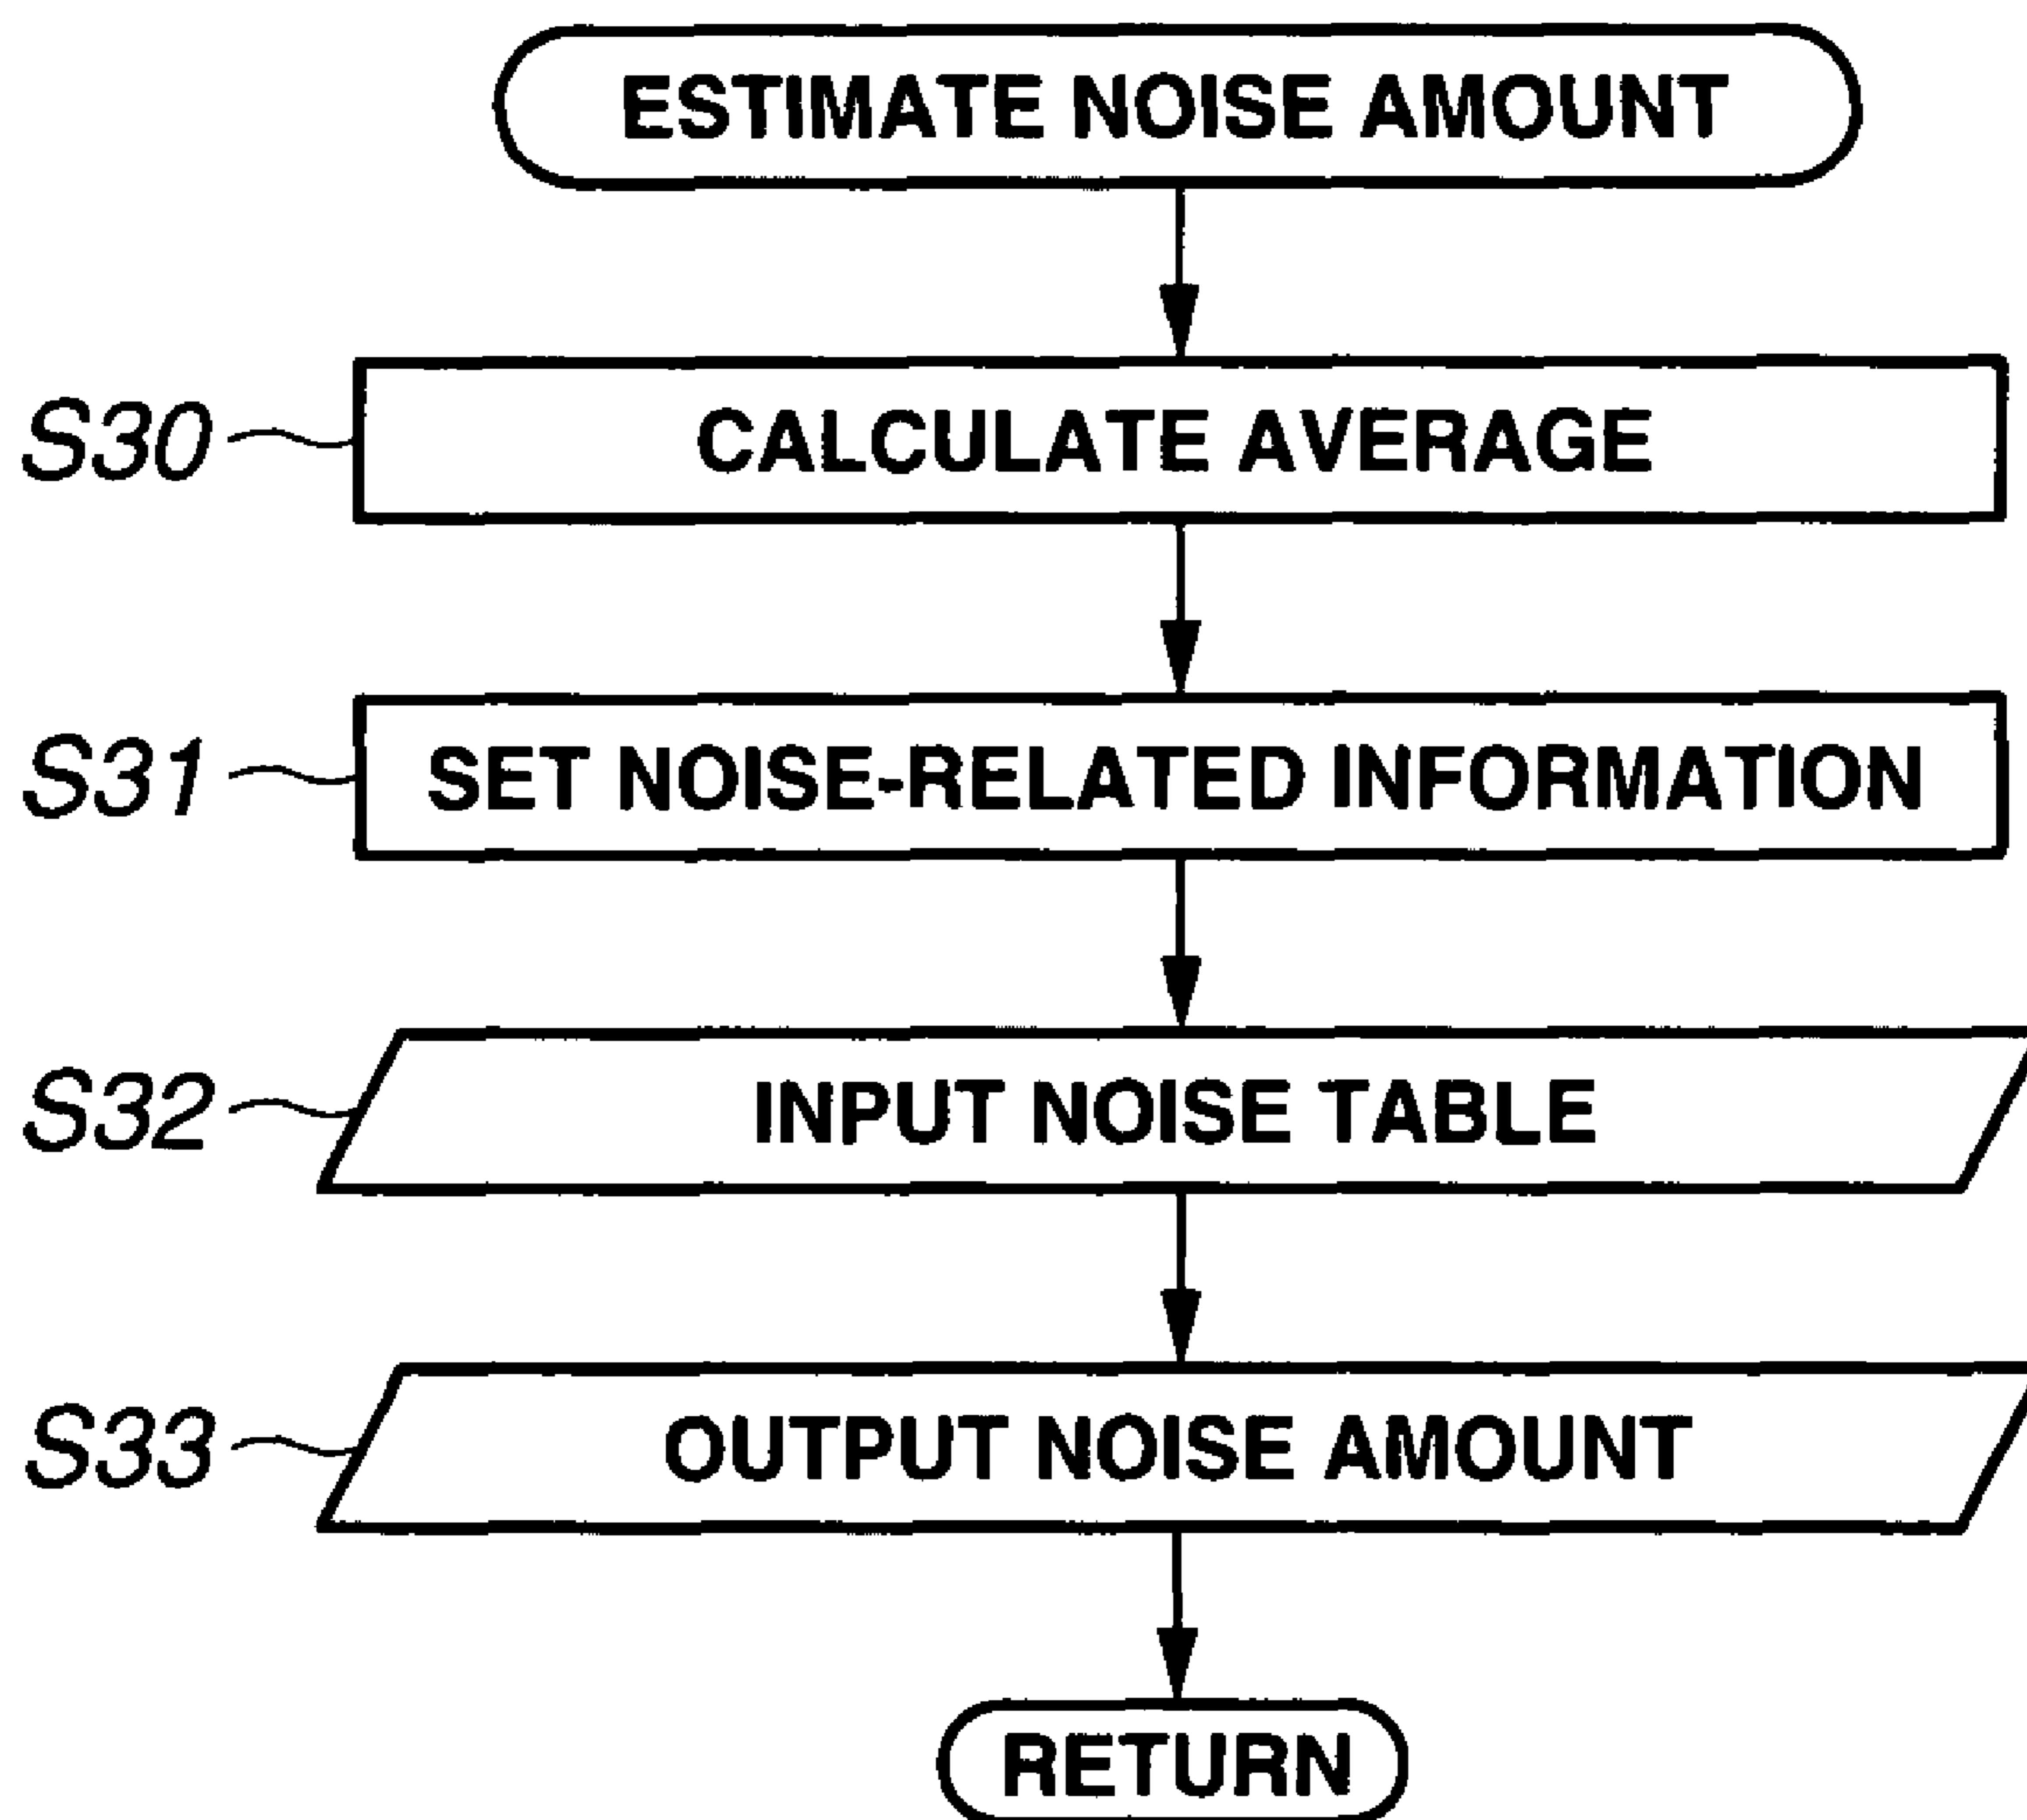 ESTIMATE NOISE AMOUNT
S30 CALCULATE AVERAGE
S31 SET NOISE-RELATED INFORMATION
S32 INPUT NOISE TABLE
S33 OUTPUT NOISE AMOUNT
RETURN